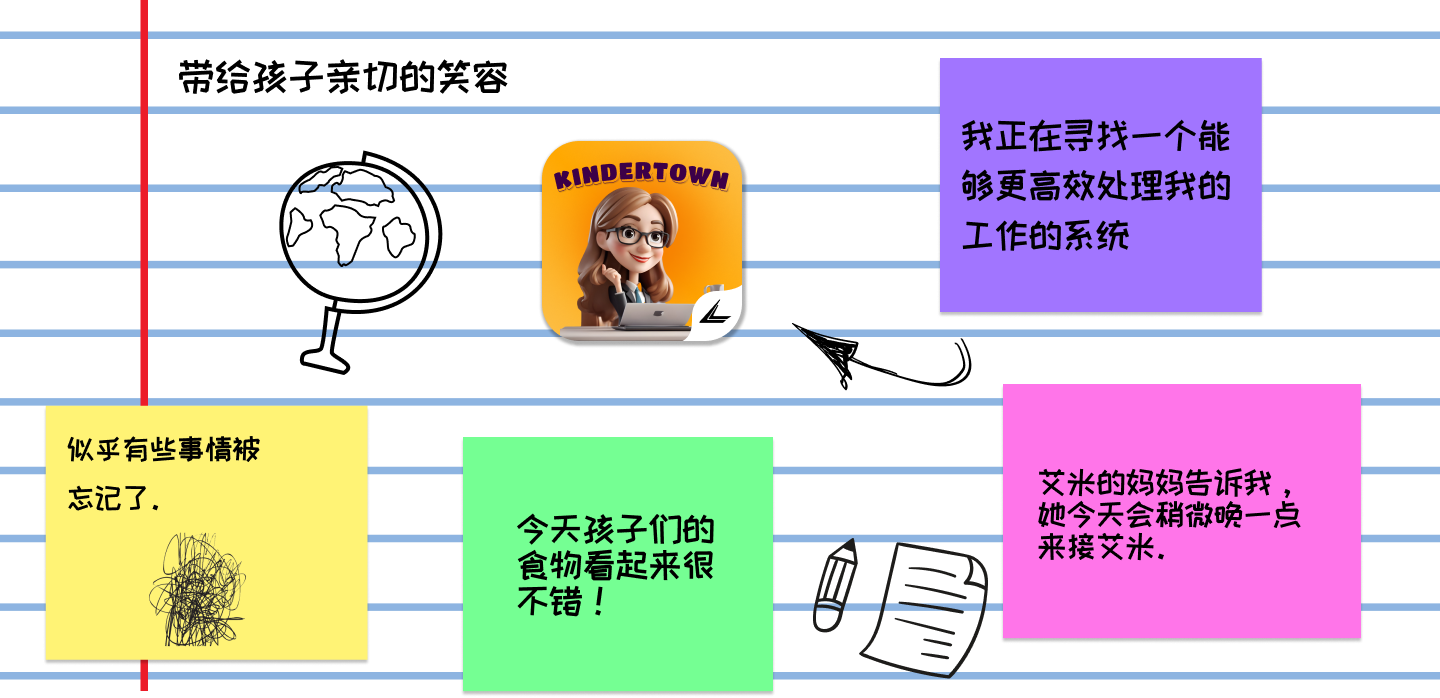 带给孩子亲切的笑容
KINDERTOWN
我正在寻找一个能
够更高效处理我的
工作的系统
似乎有些事情被
忘记了.
今天孩子们的
食物看起来很
不错！
艾米的妈妈告诉我，
她今天会稍微晚一点
来接艾米.